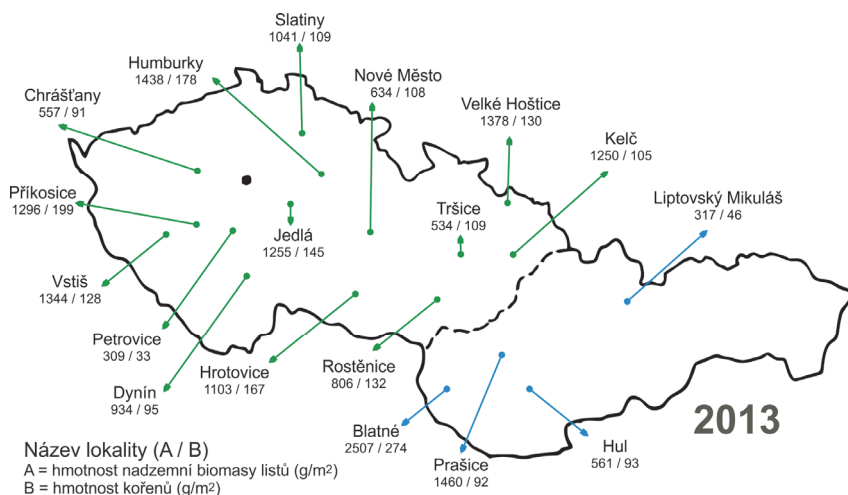 Slatiny
1041 / 109
Humburky
1438 / 178
Nové Město
634 / 108
Chrášťany
557 / 91
Velké Hoštice
1378 / 130
Kelč
1250 / 105
Příkosice
1296 / 199
Liptovský Mikuláš
317 / 46
Tršice
534 / 109
Jedlá
1255 / 145
Vstiš
1344 / 128
Petrovice
309 / 33
Hrotovice
1103 / 167
Rostěnice
806 / 132
Dynín
934 / 95
2013
Blatné
2507 / 274
Prašice
1460 / 92
Hul
561 / 93
Název lokality (A / B)
A = hmotnost nadzemní biomasy listů (g/m2)
B = hmotnost kořenů (g/m2)